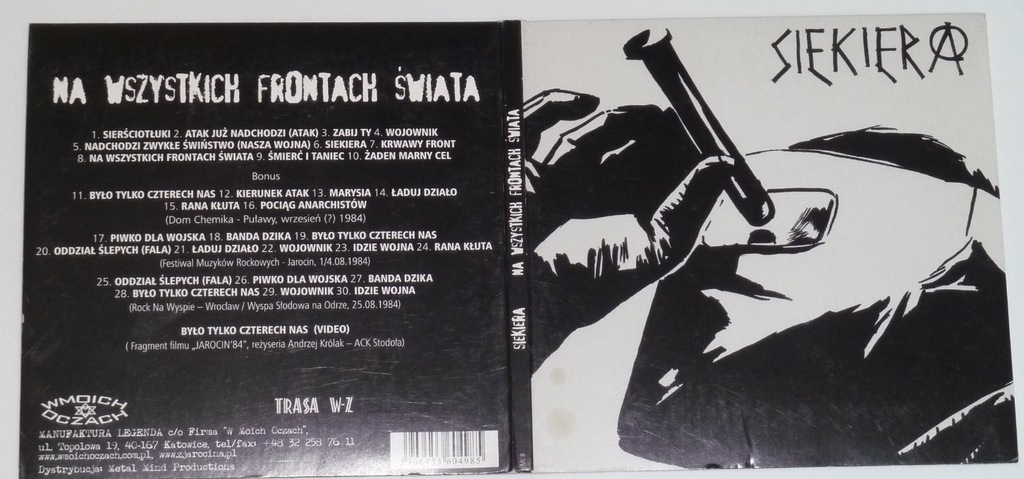 NA WSZYSTKICH FRONTACH ŚWIATA
1. SIERŚCIOTŁUKI 2. ATAK JUŻ NADCHODZI (ATAK) 3. ZABIJ TY 4. WOJOWNIK
5. NADCHODZI ZWYKŁE ŚWIŃSTWO (NASZA WOJNA) 6. SIEKIERA 7. KRWAWY FRONT
8. NA WSZYSTKICH FRONTACH ŚWIATA 9. ŚMIERĆ I TANIEC 10. ŻADEN MARNY CEL
Bonus
11. BYŁO TYLKO CZTERECH NAS 12. KIERUNEK ATAK 13. MARYSIA 14. ŁADUJ DZIAŁO
15. RANA KŁUTA 16. POCIĄG ANARCHISTÓW
(Dom Chemika - Puławy, wrzesień (?) 1984)
17. PIWKO DLA WOJSKA 18. BANDA DZIKA 19. BYŁO TYLKO CZTERECH NAS
20. ODDZIAŁ ŚLEPYCH (FALA) 21. ŁADUJ DZIAŁO 22. WOJOWNIK 23. IDZIE WOJNA 24. RANA KŁUTA
(Festiwal Muzyków Rockowych - Jarocin, 1/4.08.1984)
25. ODDZIAŁ ŚLEPYCH (FALA) 26. PIWKO DLA WOJSKA 27. BANDA DZIKA
28. BYŁO TYLKO CZTERECH NAS 29. WOJOWNIK 30. IDZIE WOJNA
(Rock Na Wyspie – Wrocław / Wyspa Słodowa na Odrze, 25.08.1984)
BYŁO TYLKO CZTERECH NAS (VIDEO)
( Fragment filmu „JAROCIN'84", reżyseria Andrzej Królak – ACK Stodoła)
WMOICH
OCZACH
TRASA W-Z
MANUFAKTURA LEGENDA c/o Firma "W Moich Oczach",
ul. Topolowa 19, 40-167 Katowice, tel/fax: +48 32 258 76 11
www.wmoichoczach.com.pl, www.zjarocina.pl
Dystrybucja: Metal Mind Productions
SIEKIERA NA WSZYSTKICH FRONTACH ŚWIATA
SIEKIERA